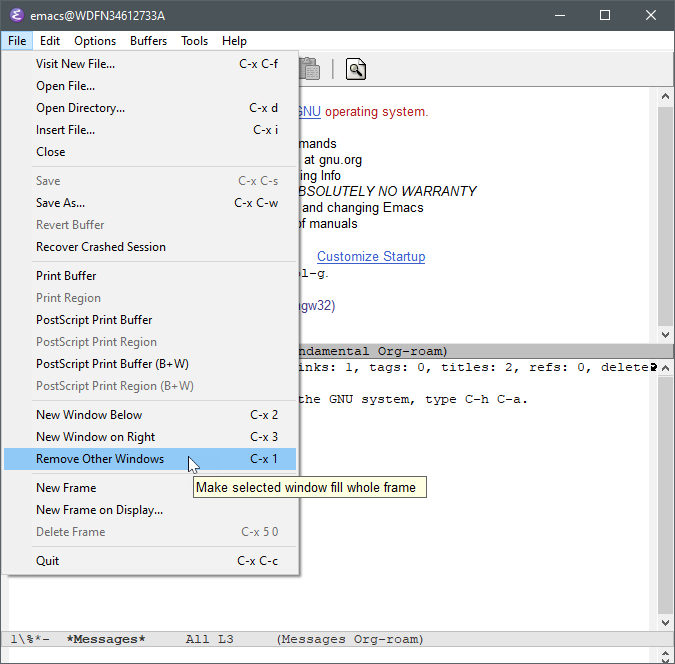 emacs@WDFN34612733A
File Edit Options Buffers Tools Help
Visit New File... C-x C-f
Open File...
Open Directory... C-x d
Insert File... C-x i
Close
Save C-x C-s
Save As... C-x C-w
Revert Buffer
Recover Crashed Session
Print Buffer
Print Region
PostScript Print Buffer
PostScript Print Region
PostScript Print Buffer (B+W)
PostScript Print Region (B+W)
New Window Below C-x 2
New Window on Right C-x 3
Remove Other Windows C-x 1
New Frame
New Frame on Display...
Delete Frame C-x 5 0
Quit C-x C-c
Make selected window fill whole frame
GNU operating system.
mands
at gnu.org
ing Info
BSOLUTELY NO WARRANTY
and changing Emacs
of manuals
Customize Startup
ol-g.
ngw32)
ndamental Org-roam)
inks: 1, tags: 0, titles: 2, refs: 0, delete
the GNU system, type C-h C-a.
1\%*- *Messages* All L3 (Messages Org-roam)